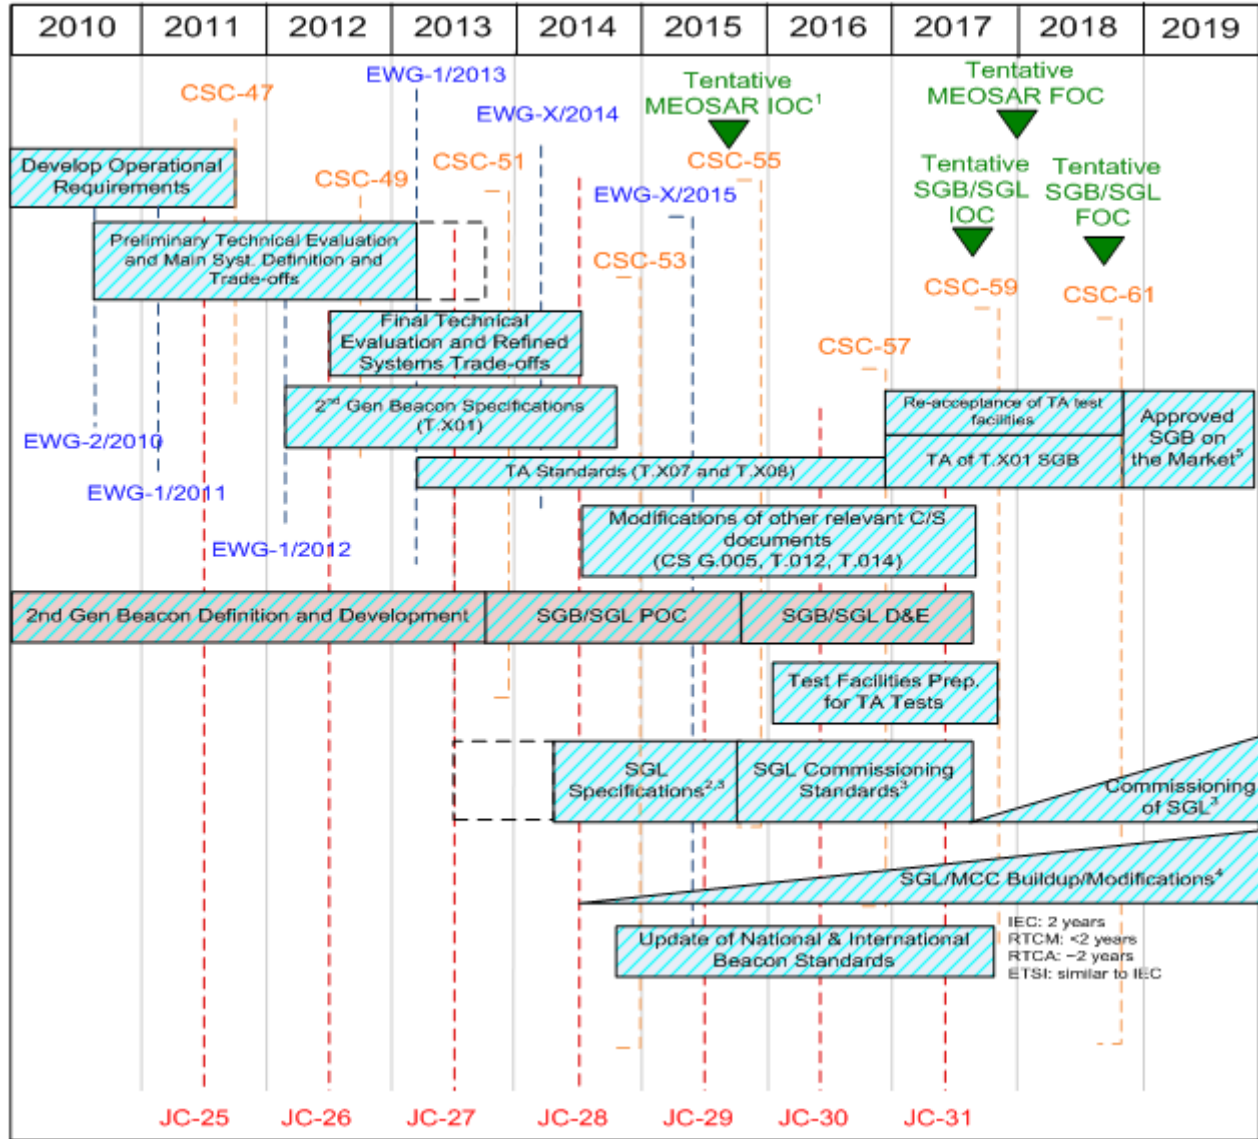 2010 2011 2012 2013 2014 2015 2016 2017 2018 2019
EWG-1/2013
CSC-47
EWG-X/2014
Tentative
MEOSAR IOC¹
Tentative
MEOSAR FOC
Develop Operational
Requirements
CSC-49
CSC-51
EWG-X/2015
CSC-55
Tentative
SGB/SGL
IOC
Tentative
SGB/SGL
FOC
Preliminary Technical Evaluation
and Main Syst. Definition and
Trade-offs
CSC-53
CSC-59
CSC-61
Final Technical
Evaluation and Refined
Systems Trade-offs
CSC-57
2nd Gen Beacon Specifications
(T.X01)
Re-acceptance of TA test
facilities
Approved
SGB on
the Market⁵
EWG-2/2010
TA Standards (T.X07 and T.X08)
TA of T.X01 SGB
EWG-1/2011
Modifications of other relevant C/S
documents
(CS G.005, T.012, T.014)
EWG-1/2012
2nd Gen Beacon Definition and Development
SGB/SGL POC
SGB/SGL D&E
Test Facilities Prep.
for TA Tests
SGL
Specifications²,³
SGL Commissioning
Standards³
Commissioning
of SGL³
SGL/MCC Buildup/Modifications⁴
Update of National & International
Beacon Standards
IEC: 2 years
RTCM: <2 years
RTCA: ~2 years
ETSI: similar to IEC
JC-25 JC-26 JC-27 JC-28 JC-29 JC-30 JC-31